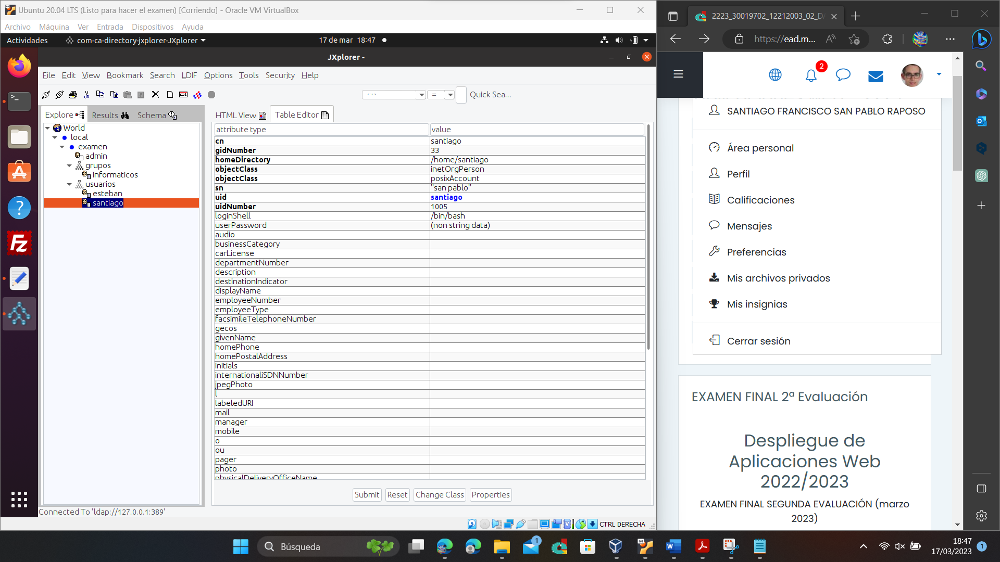 Ubuntu 20.04 LTS (Listo para hacer el examen) [Corriendo] - Oracle VM VirtualBox
Archivo Máquina Ver Entrada Dispositivos Ayuda
Actividades com-ca-directory-jxplorer-JXplorer 17 de mar 18:47
JXplorer -
File Edit View Bookmark Search LDIF Options Tools Security Help
= Quick Sea...
Explore Results Schema
World
local
examen
admin
grupos
informaticos
usuarios
esteban
santiago
HTML View Table Editor
attribute type value
cn santiago
gidNumber 33
homeDirectory /home/santiago
objectClass inetOrgPerson
objectClass posixAccount
sn "san pablo"
uid santiago
uidNumber 1005
loginShell /bin/bash
userPassword (non string data)
audio
businessCategory
carLicense
departmentNumber
description
destinationIndicator
displayName
employeeNumber
employeeType
facsimileTelephoneNumber
gecos
givenName
homePhone
homePostalAddress
initials
internationaliSDNNumber
jpegPhoto
l
labeledURI
mail
manager
mobile
o
ou
pager
photo
physicalDeliveryOfficeName
Submit Reset Change Class Properties
Connected To 'ldap://127.0.0.1:389'
CTRL DERECHA
2223_30019702_12212003_02_DA
https://ead.m...
2
SANTIAGO FRANCISCO SAN PABLO RAPOSO
Área personal
Perfil
Calificaciones
Mensajes
Preferencias
Mis archivos privados
Mis insignias
Cerrar sesión
EXAMEN FINAL 2ª Evaluación
Despliegue de
Aplicaciones Web
2022/2023
EXAMEN FINAL SEGUNDA EVALUACIÓN (marzo
2023)
Búsqueda
1
64
18:47
17/03/2023
1